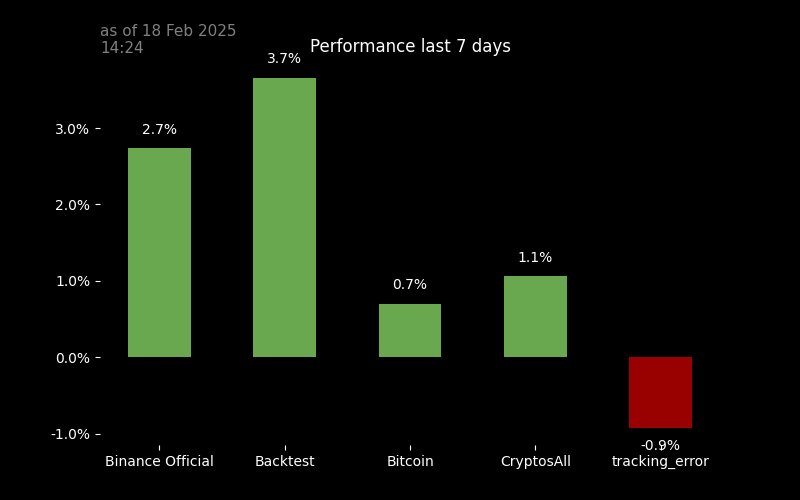 as of 18 Feb 2025
14:24
Performance last 7 days
3.7%
2.7%
0.7%
1.1%
-0.9%
3.0%
2.0%
1.0%
0.0%
-1.0%
Binance Official
Backtest
Bitcoin
CryptosAll
tracking_error